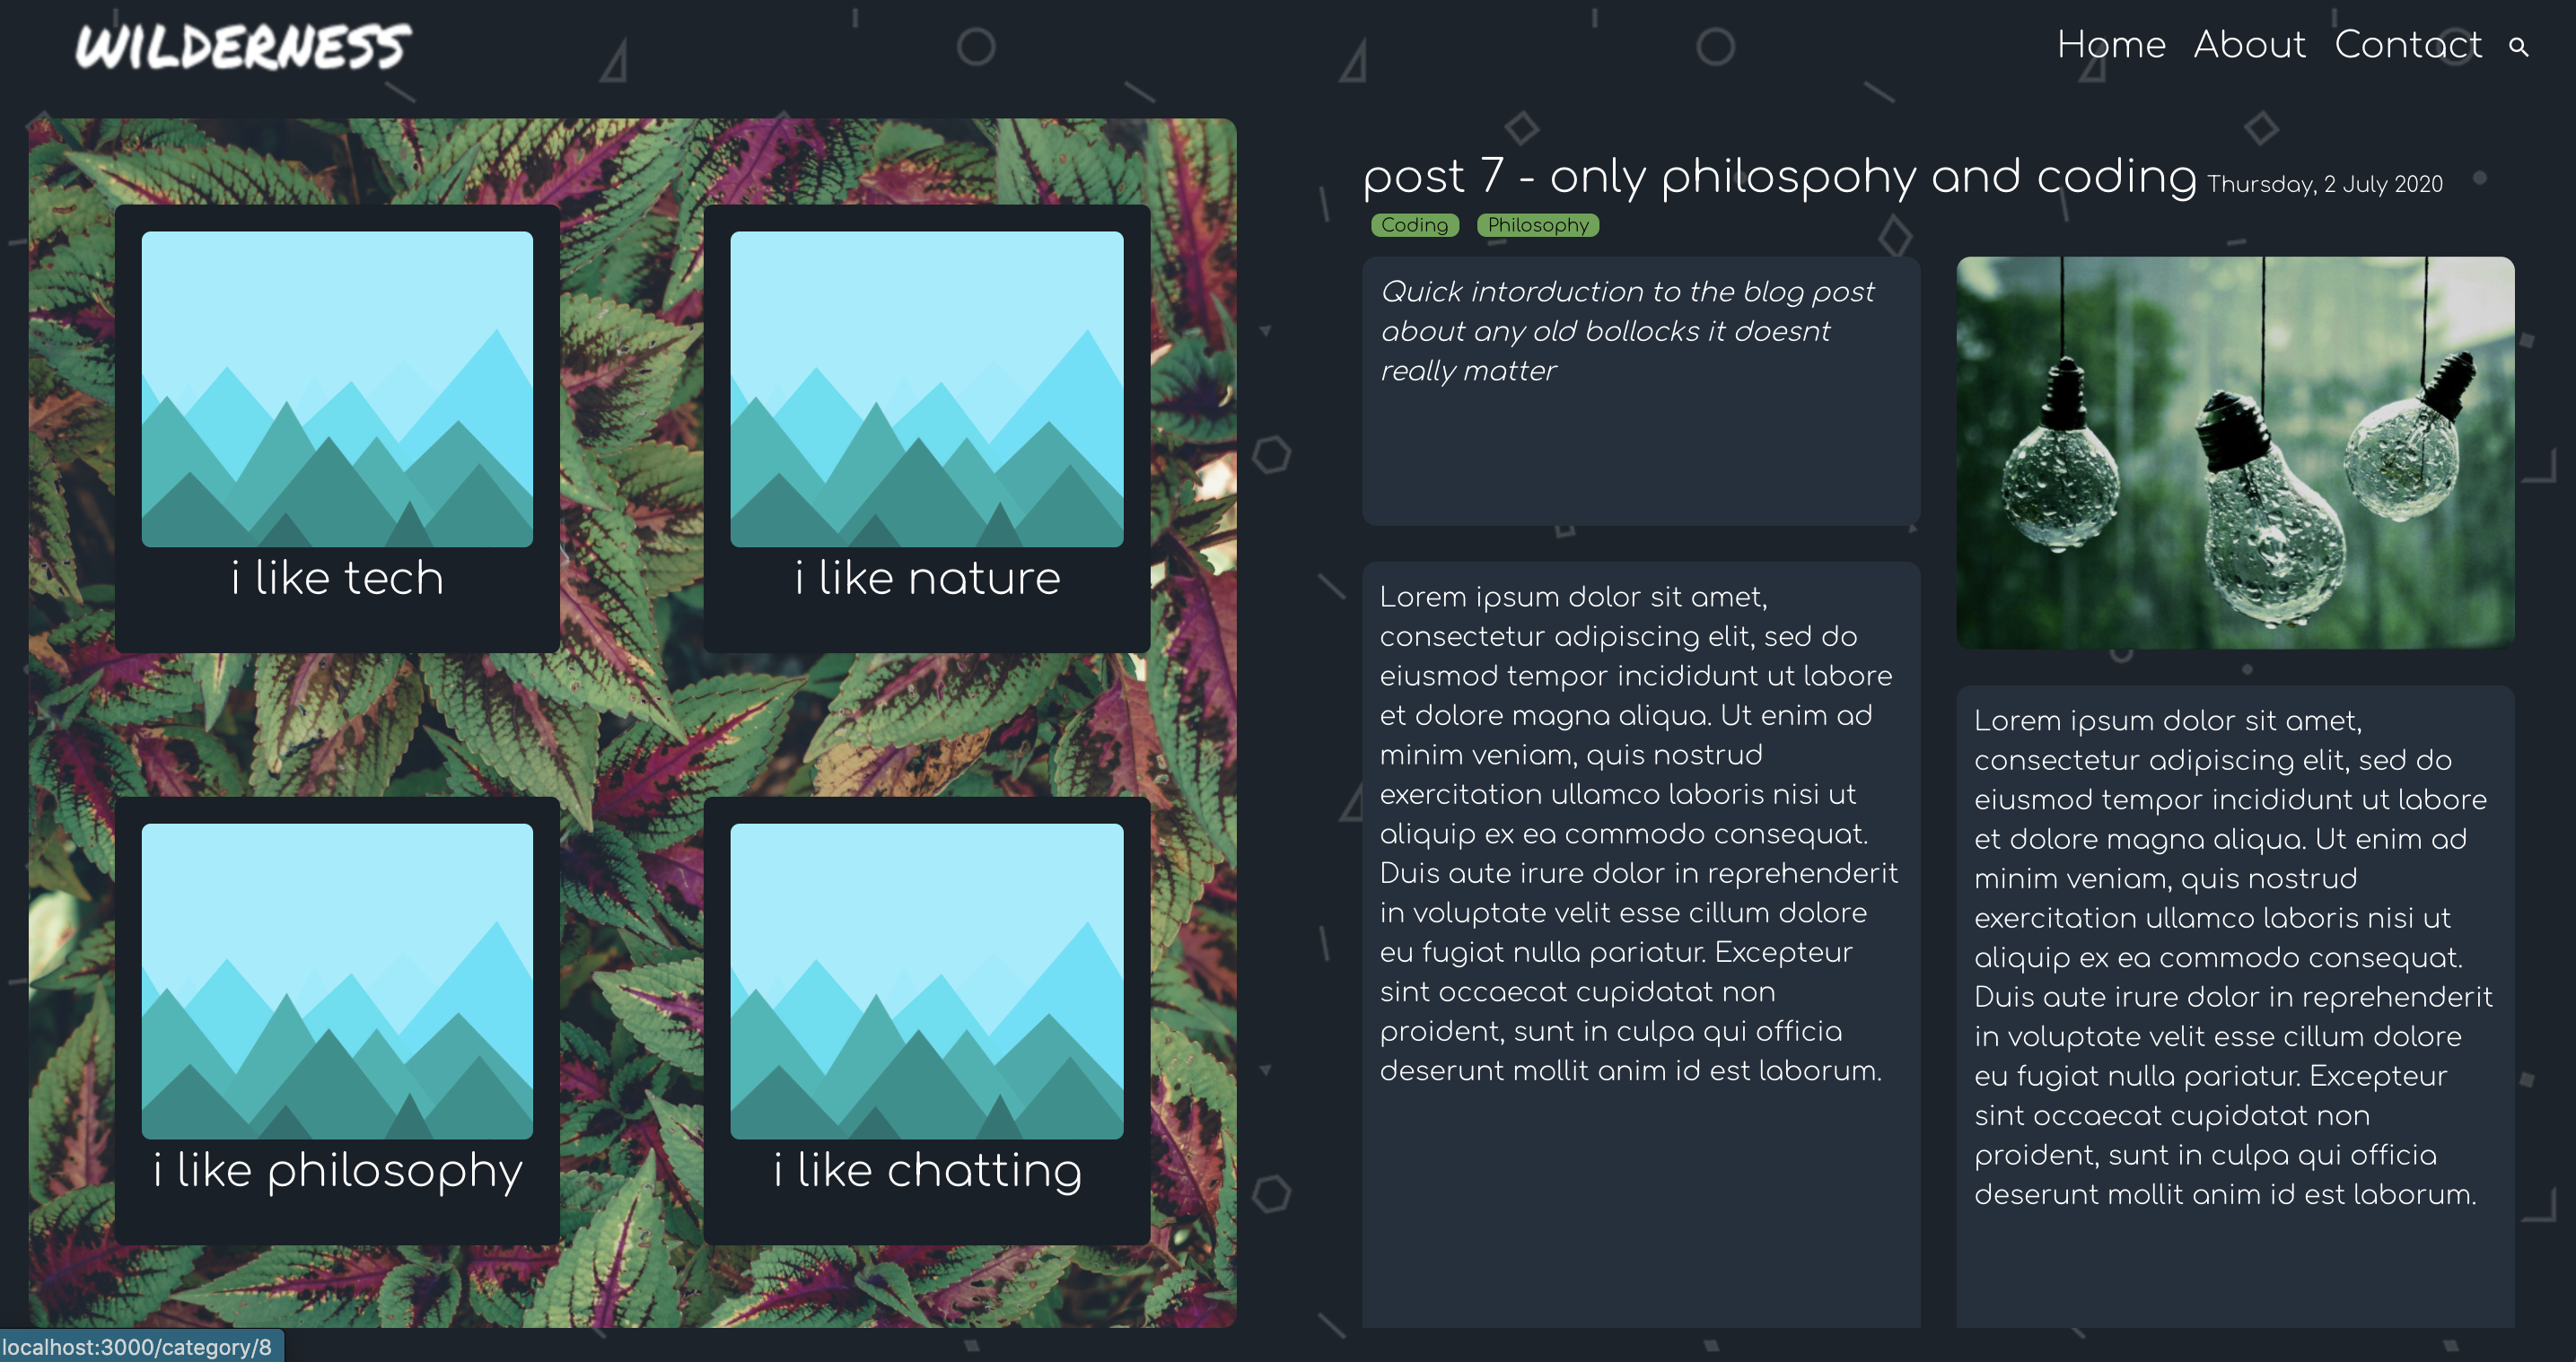 WILDERNESS
Home About Contact
i like tech
i like nature
i like philosophy
i like chatting
post 7 - only philospohy and coding Thursday, 2 July 2020
Coding Philosophy
Quick intorduction to the blog post
about any old bollocks it doesnt
really matter
Lorem ipsum dolor sit amet,
consectetur adipiscing elit, sed do
eiusmod tempor incididunt ut labore
et dolore magna aliqua. Ut enim ad
minim veniam, quis nostrud
exercitation ullamco laboris nisi ut
aliquip ex ea commodo consequat.
Duis aute irure dolor in reprehenderit
in voluptate velit esse cillum dolore
eu fugiat nulla pariatur. Excepteur
sint occaecat cupidatat non
proident, sunt in culpa qui officia
deserunt mollit anim id est laborum.
Lorem ipsum dolor sit amet,
consectetur adipiscing elit, sed do
eiusmod tempor incididunt ut labore
et dolore magna aliqua. Ut enim ad
minim veniam, quis nostrud
exercitation ullamco laboris nisi ut
aliquip ex ea commodo consequat.
Duis aute irure dolor in reprehenderit
in voluptate velit esse cillum dolore
eu fugiat nulla pariatur. Excepteur
sint occaecat cupidatat non
proident, sunt in culpa qui officia
deserunt mollit anim id est laborum.
localhost:3000/category/8